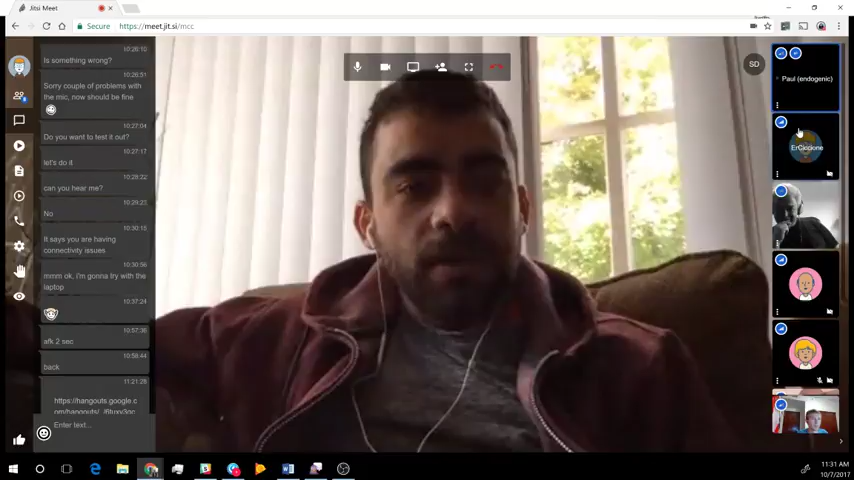 Jitsi Meet
Secure
https://meet.jit.si/mcc
10:26:10
Is something wrong?
10:26:51
Sorry couple of problems with
the mic, now should be fine
10:27:04
Do you want to test it out?
10:27:17
let's do it
10:28:22
can you hear me?
10:29:23
No
10:30:15
It says you are having
connectivity issues
10:30:56
mmm ok, i'm gonna try with the
laptop
10:37:24
10:57:36
afk 2 sec
10:58:44
back
11:21:28
https://hangouts.google.c
Enter text...
SD
Paul (endogenic)
ErCiccione
11:31 AM
10/7/2017